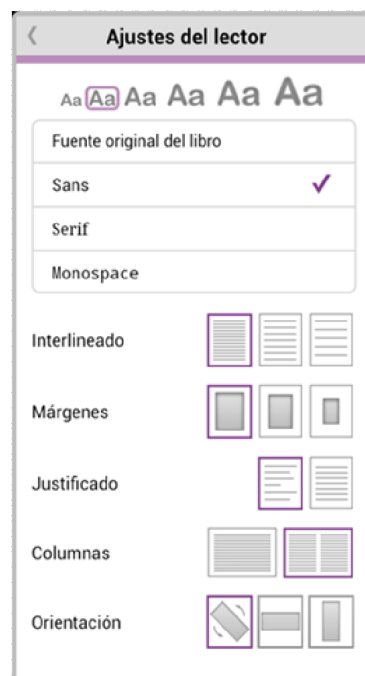 Ajustes del lector
Aa Aa Aa Aa Aa Aa
Fuente original del libro
Sans
Serif
Monospace
Interlineado
Márgenes
Justificado
Columnas
Orientación